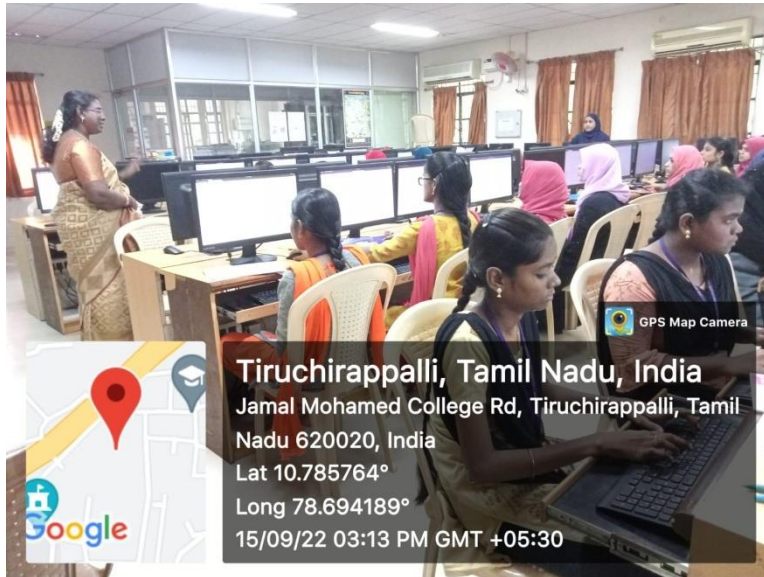 GPS Map Camera
Tiruchirappalli, Tamil Nadu, India
Jamal Mohamed College Rd, Tiruchirappalli, Tamil
Nadu 620020, India
Lat 10.785764°
Long 78.694189°
15/09/22 03:13 PM GMT +05:30
Google